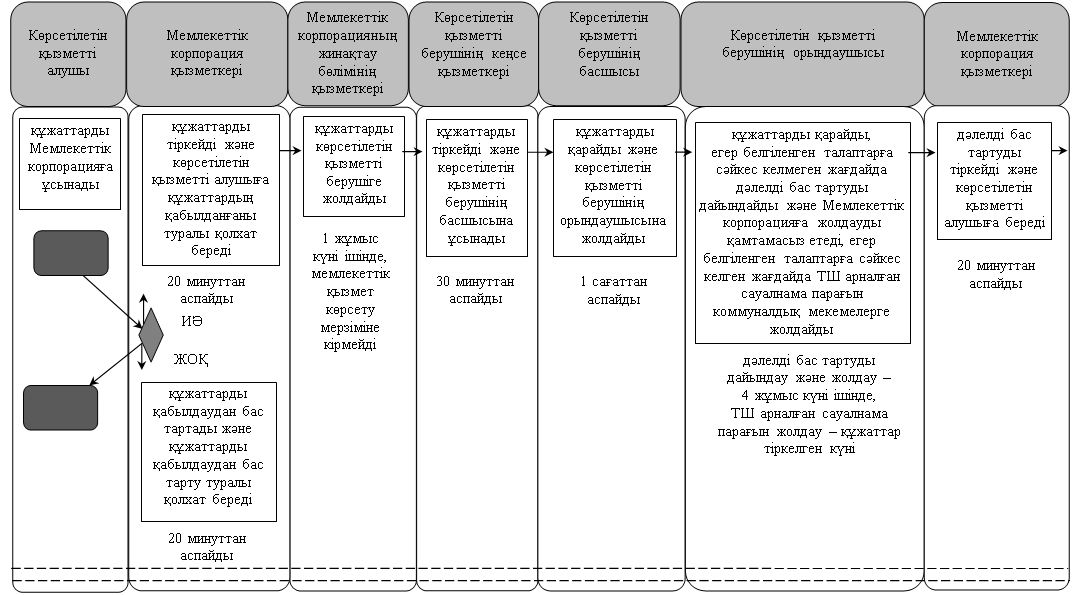 Көрсетілетін
қызметті
алушы
Мемлекеттік
корпорация
қызметкері
Мемлекеттік
корпорацияның
жинақтау
бөлімінің
қызметкері
Көрсетілетін
қызметті
берушінің кеңсе
қызметкері
Көрсетілетін
қызметті
берушінің
басшысы
Көрсетілетін қызметті
берушінің орындаушысы
Мемлекеттік
корпорация
қызметкері
құжаттарды
Мемлекеттік
корпорацияға
ұсынады
құжаттарды
тіркейді және
көрсетілетін
қызметті алушыға
құжаттардың
қабылданғаны
туралы қолхат
береді
20 минуттан
аспайды
ИӘ
ЖОҚ
құжаттарды
қабылдаудан бас
тартады және
құжаттарды
қабылдаудан бас
тарту туралы
қолхат береді
20 минуттан
аспайды
құжаттарды
көрсетілетін
қызметті
берушіге
жолдайды
1 жұмыс
күні ішінде,
мемлекеттік
қызмет
көрсету
мерзіміне
кірмейді
құжаттарды
тіркейді және
көрсетілетін
қызметті
берушінің
басшысына
ұсынады
30 минуттан
аспайды
құжаттарды
қарайды және
көрсетілетін
қызметті
берушінің
орындаушысына
жолдайды
1 сағаттан
аспайды
құжаттарды қарайды,
егер белгіленген талаптарға
сәйкес келмеген жағдайда
дәлелді бас тартуды
дайындайды және Мемлекеттік
корпорацияға жолдауды
қамтамасыз етеді, егер
белгіленген талаптарға сәйкес
келген жағдайда ТШ арналған
сауалнама парағын
коммуналдық мекемелерге
жолдайды
дәлелді бас тартуды
дайындау және жолдау –
4 жұмыс күні ішінде,
ТШ арналған сауалнама
парағын жолдау – құжаттар
тіркелген күні
дәлелді бас
тартуды
тіркейді және
көрсетілетін
қызметті
алушыға береді
20 минуттан
аспайды